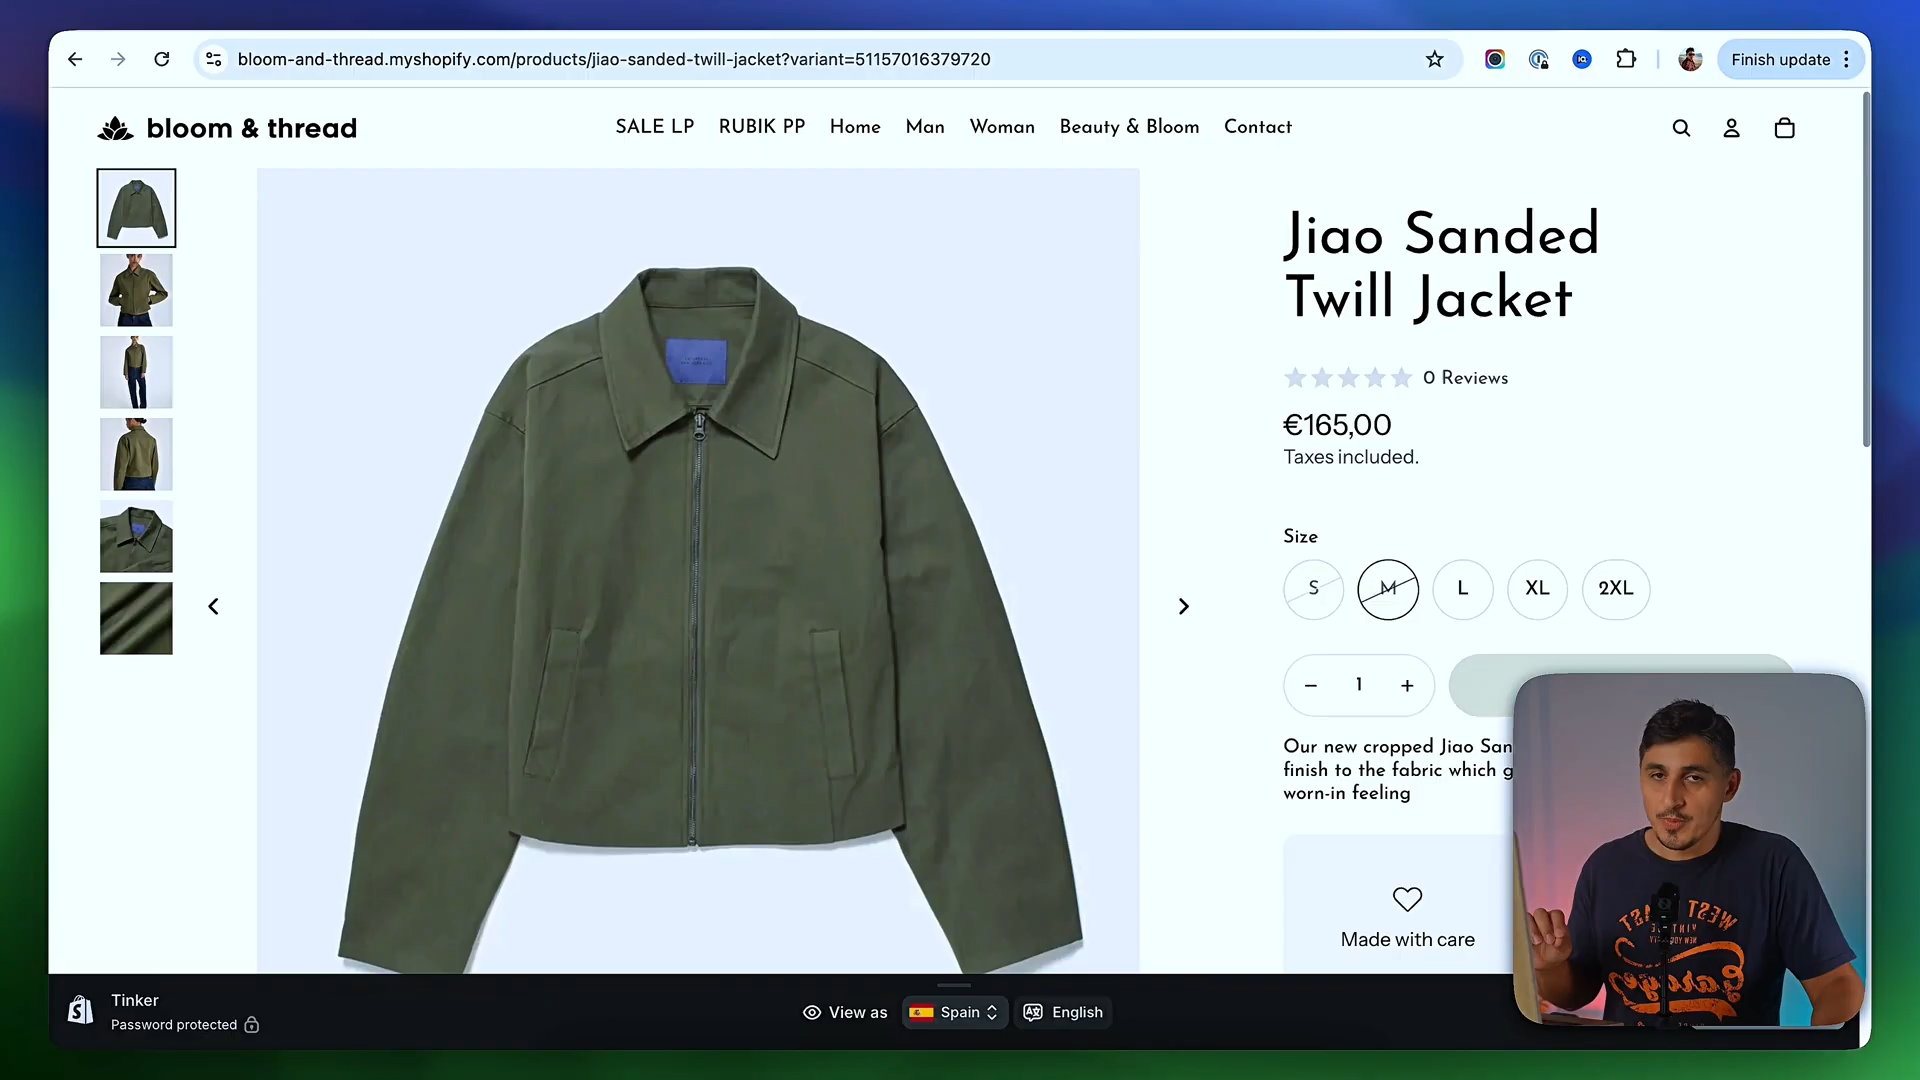 bloom-and-thread.myshopify.com/products/jiao-sanded-twill-jacket?variant=51157016379720
Finish update
bloom & thread
SALE LP
RUBIK PP
Home
Man
Woman
Beauty & Bloom
Contact
Jiao Sanded
Twill Jacket
0 Reviews
€165,00
Taxes included.
Size
S
M
L
XL
2XL
− 1 +
Our new cropped Jiao San
finish to the fabric which g
worn-in feeling
Made with care
Tinker
Password protected
View as
Spain
English
WEST
EAST
Garage